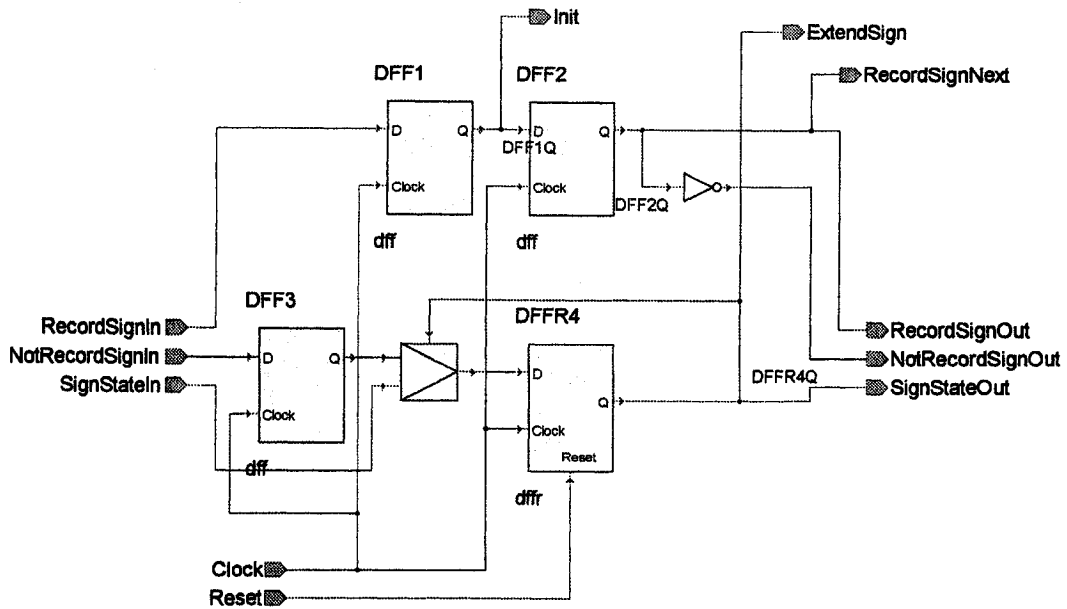 Init
ExtendSign
RecordSignNext
DFF1
DFF2
D
Q
Clock
dff
DFF1Q
D
Q
Clock
dff
DFF2Q
DFF3
DFFR4
RecordSignIn
NotRecordSignIn
SignStateIn
D
Q
Clock
dff
D
Q
Clock
Reset
dffr
DFFR4Q
RecordSignOut
NotRecordSignOut
SignStateOut
Clock
Reset